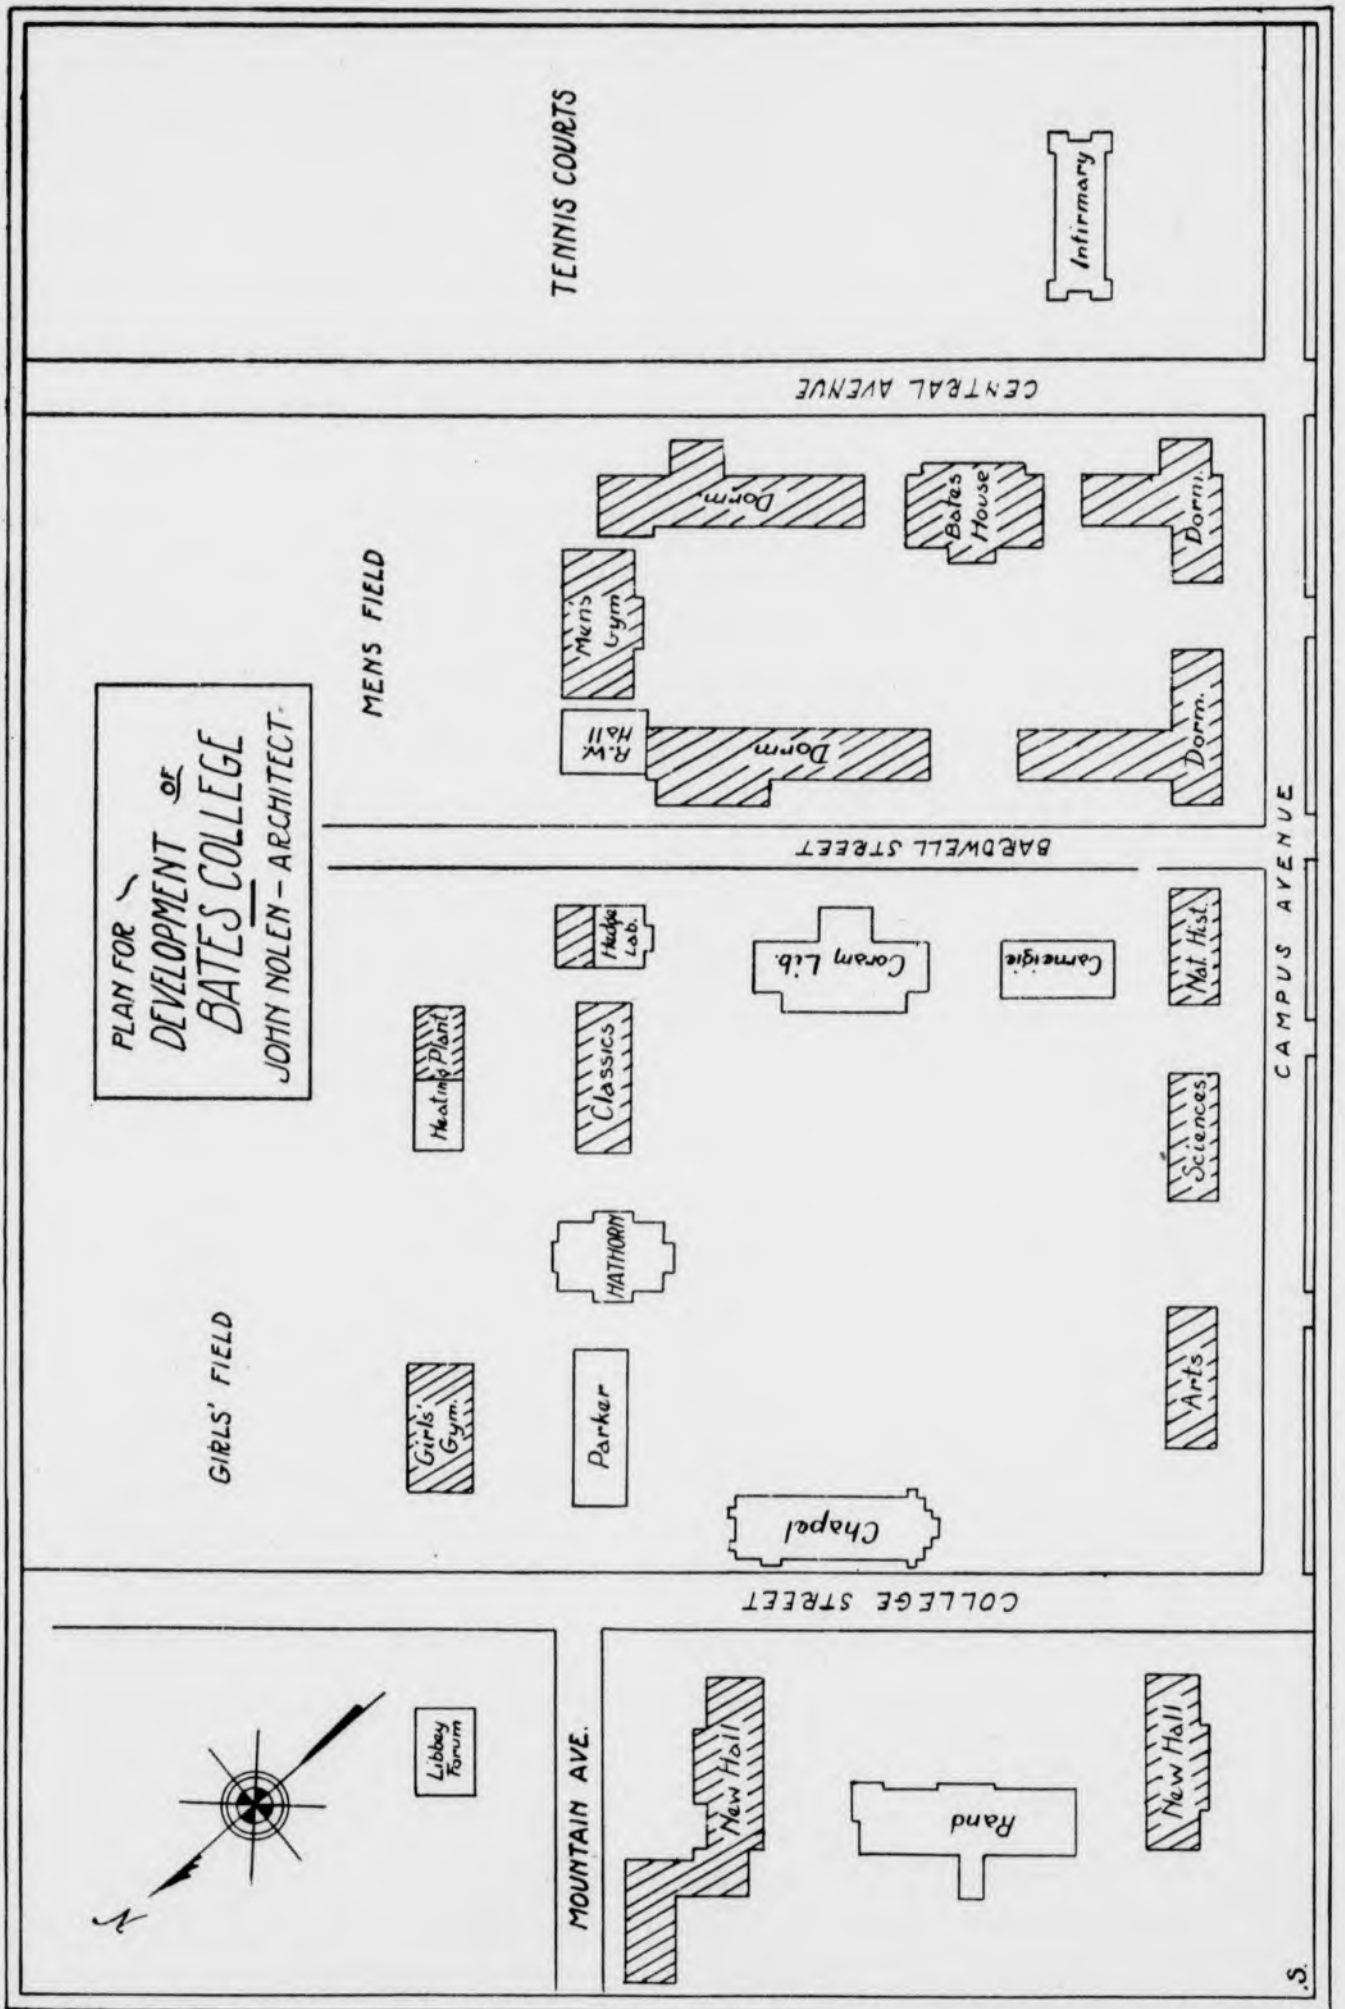 PLAN FOR
DEVELOPMENT OF
BATES COLLEGE
JOHN NOLEN - ARCHITECT-
N
GIRLS' FIELD
MENS FIELD
TENNIS COURTS
Libbey
Forum
Girls'
Gym.
Heating Plant
MOUNTAIN AVE.
Parker
HATHORN
Classics
Hedge
Lab.
R.W.
Hall
Men's
Gym
Dorm.
Dorm
New Hall
Rand
New Hall
COLLEGE STREET
Chapel
Coram Lib.
Carneigie
BARDWELL STREET
Bates
House
CENTRAL AVENUE
Infirmary
Arts
Sciences
Nat. Hist.
Dorm.
Dorm.
CAMPUS AVENUE
.S.